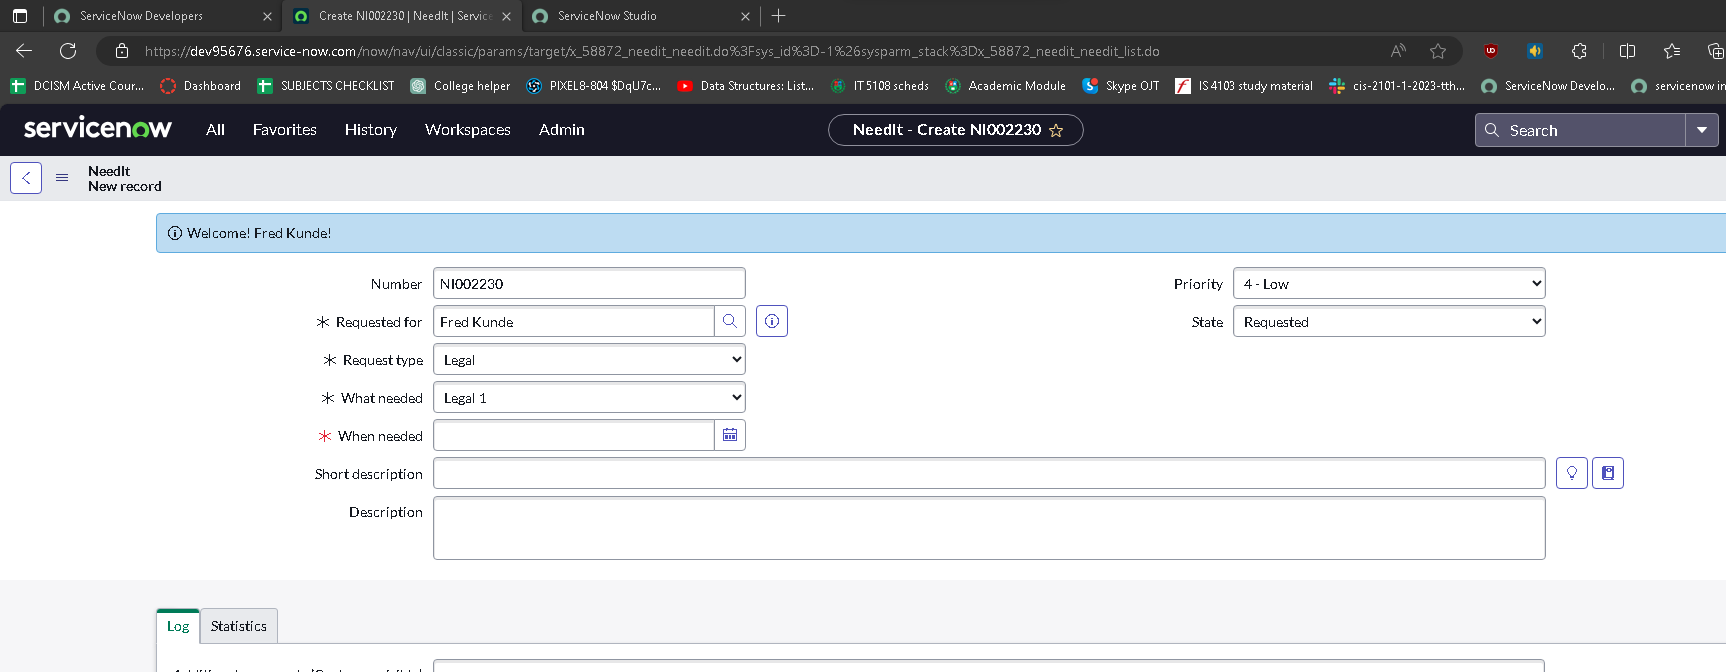 ServiceNow Developers
Create NI002230 | NeedIt | Service
ServiceNow Studio
https://dev95676.service-now.com/now/nav/ui/classic/params/target/x_58872_needit_needit.do%3Fsys_id%3D-1%26sysparm_stack%3Dx_58872_needit_needit_list.do
DCISM Active Cour... Dashboard SUBJECTS CHECKLIST College helper PIXEL8-804 $DqU7c... Data Structures: List... IT 5108 scheds Academic Module Skype OJT IS 4103 study material cis-2101-1-2023-tth... ServiceNow Develo... servicenow in
servicenow All Favorites History Workspaces Admin NeedIt - Create NI002230 Search
NeedIt
New record
Welcome! Fred Kunde!
Number NI002230 Priority 4 - Low
Requested for Fred Kunde State Requested
Request type Legal
What needed Legal 1
When needed
Short description
Description
Log Statistics